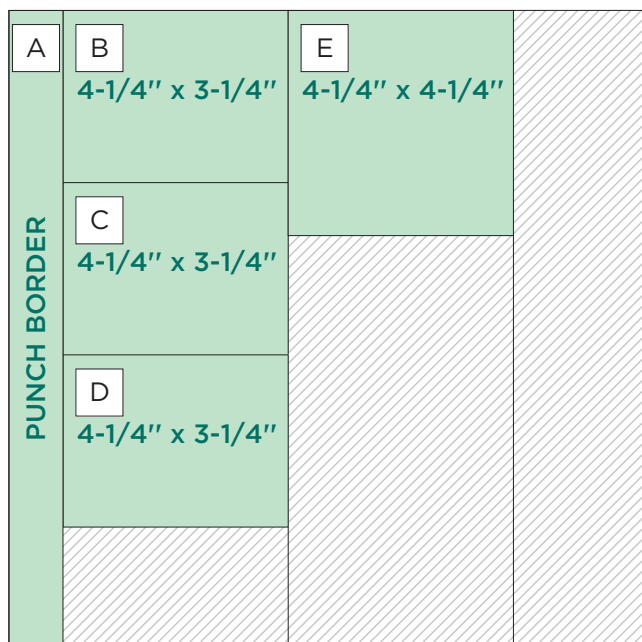 A
PUNCH BORDER
B
4-1/4" x 3-1/4"
C
4-1/4" x 3-1/4"
D
4-1/4" x 3-1/4"
E
4-1/4" x 4-1/4"